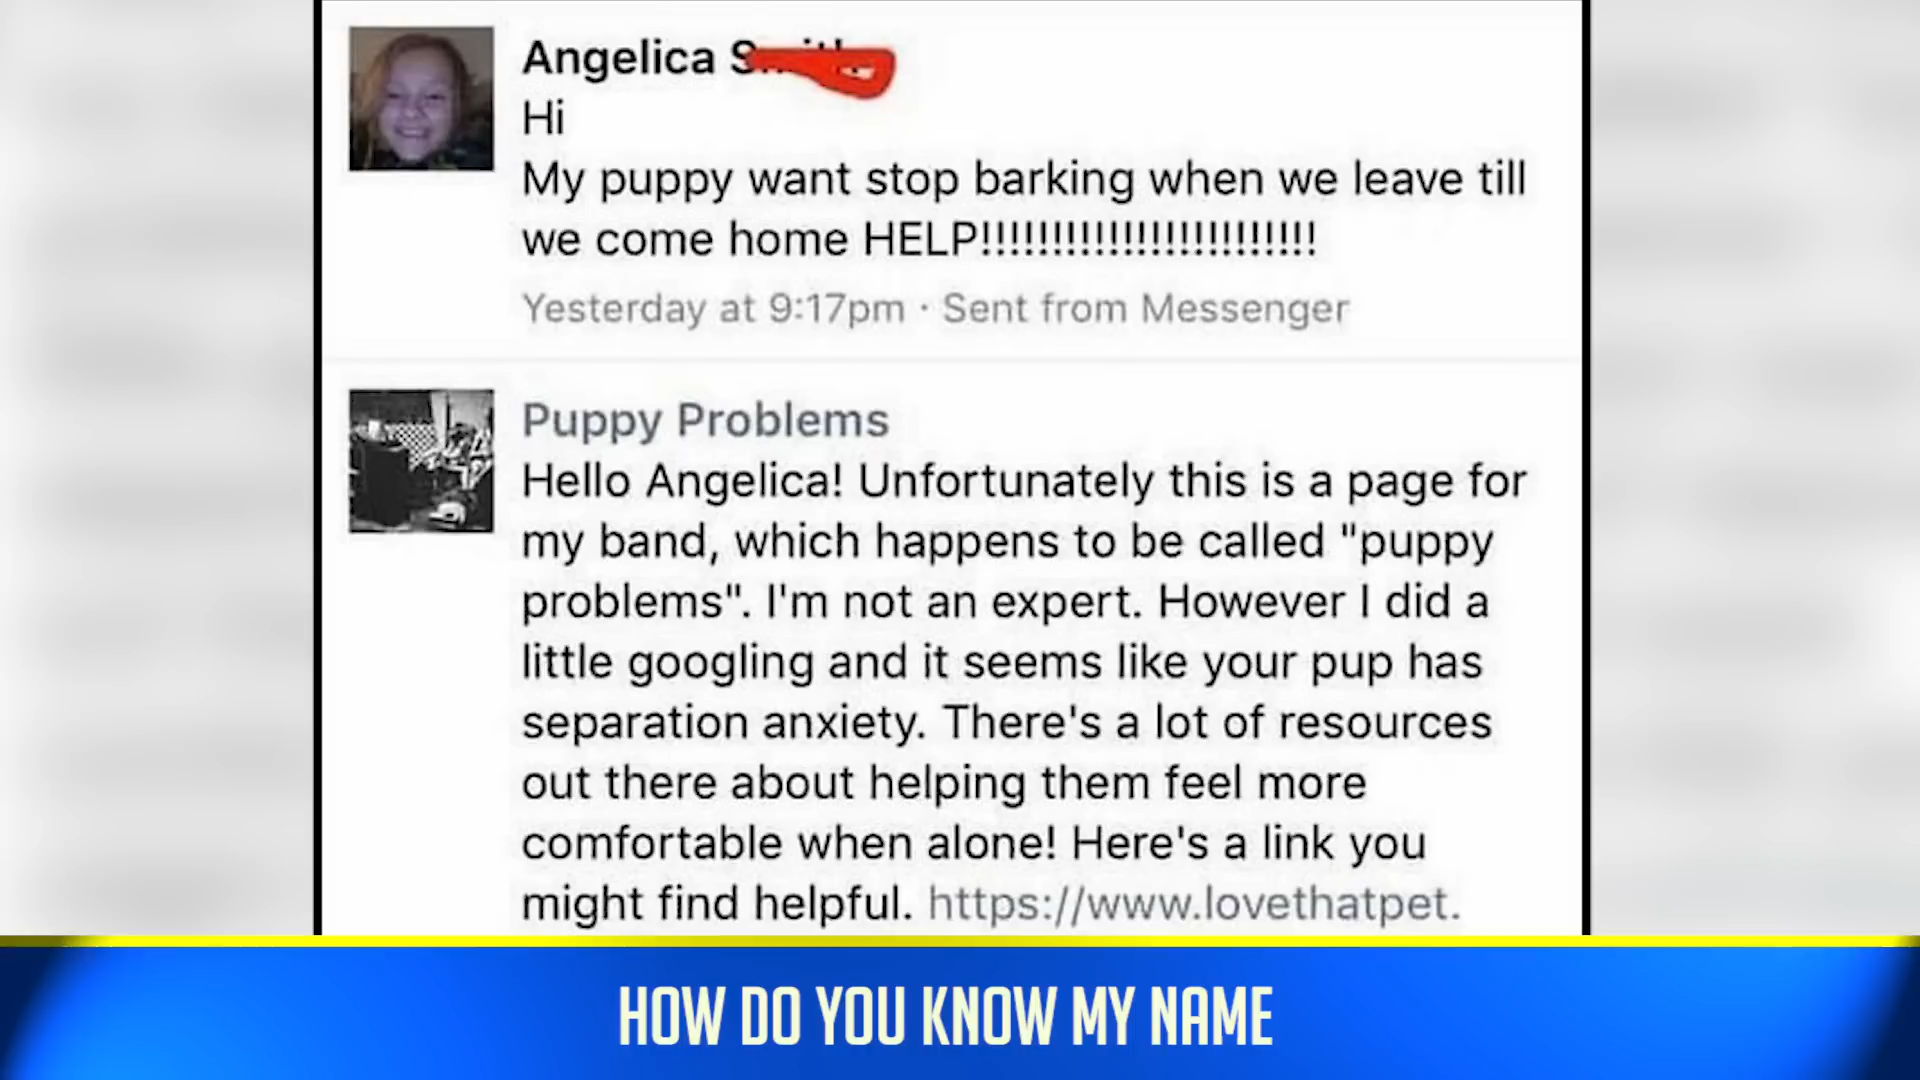 Angelica
Hi
My puppy want stop barking when we leave till
we come home HELP!!!!!!!!!!!!!!!!!!!!!!!!
Yesterday at 9:17pm · Sent from Messenger
Puppy Problems
Hello Angelica! Unfortunately this is a page for
my band, which happens to be called "puppy
problems". I'm not an expert. However I did a
little googling and it seems like your pup has
separation anxiety. There's a lot of resources
out there about helping them feel more
comfortable when alone! Here's a link you
might find helpful. https://www.lovethatpet.
HOW DO YOU KNOW MY NAME